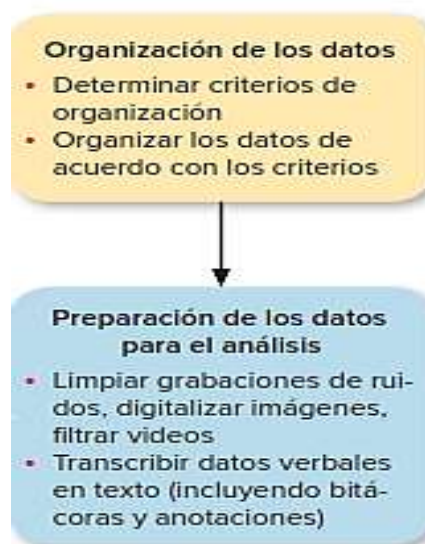 Organización de los datos
• Determinar criterios de
organización
• Organizar los datos de
acuerdo con los criterios
Preparación de los datos
para el análisis
• Limpiar grabaciones de rui-
dos, digitalizar imágenes,
filtrar videos
• Transcribir datos verbales
en texto (incluyendo bitá-
coras y anotaciones)